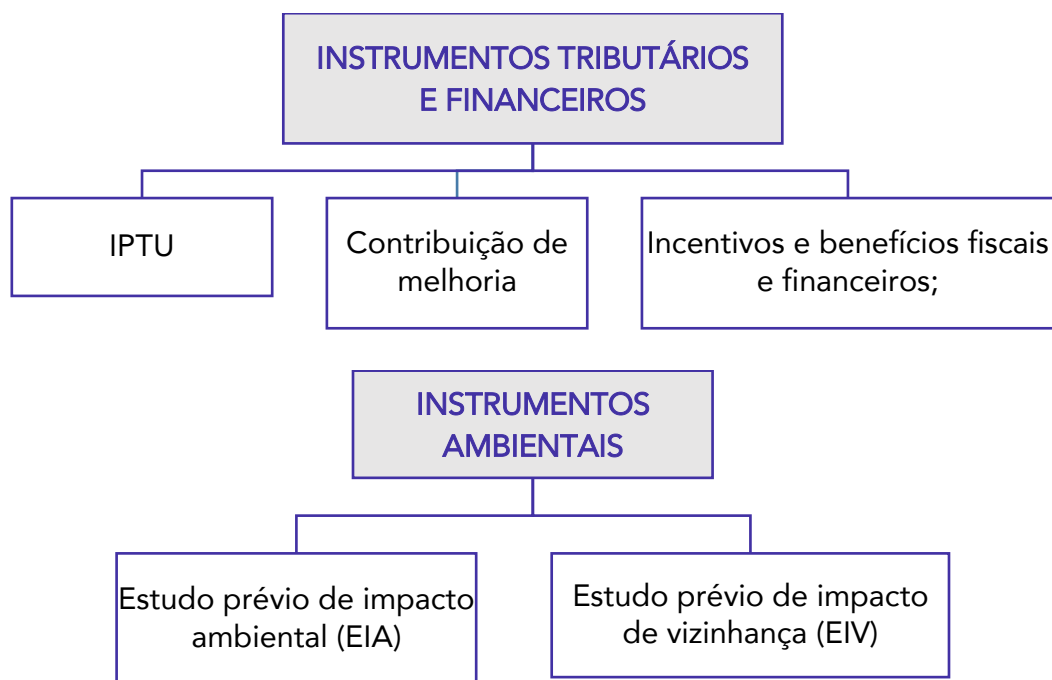 INSTRUMENTOS TRIBUTÁRIOS
E FINANCEIROS
IPTU
Contribuição de
melhoria
Incentivos e benefícios fiscais
e financeiros;
INSTRUMENTOS
AMBIENTAIS
Estudo prévio de impacto
ambiental (EIA)
Estudo prévio de impacto
de vizinhança (EIV)